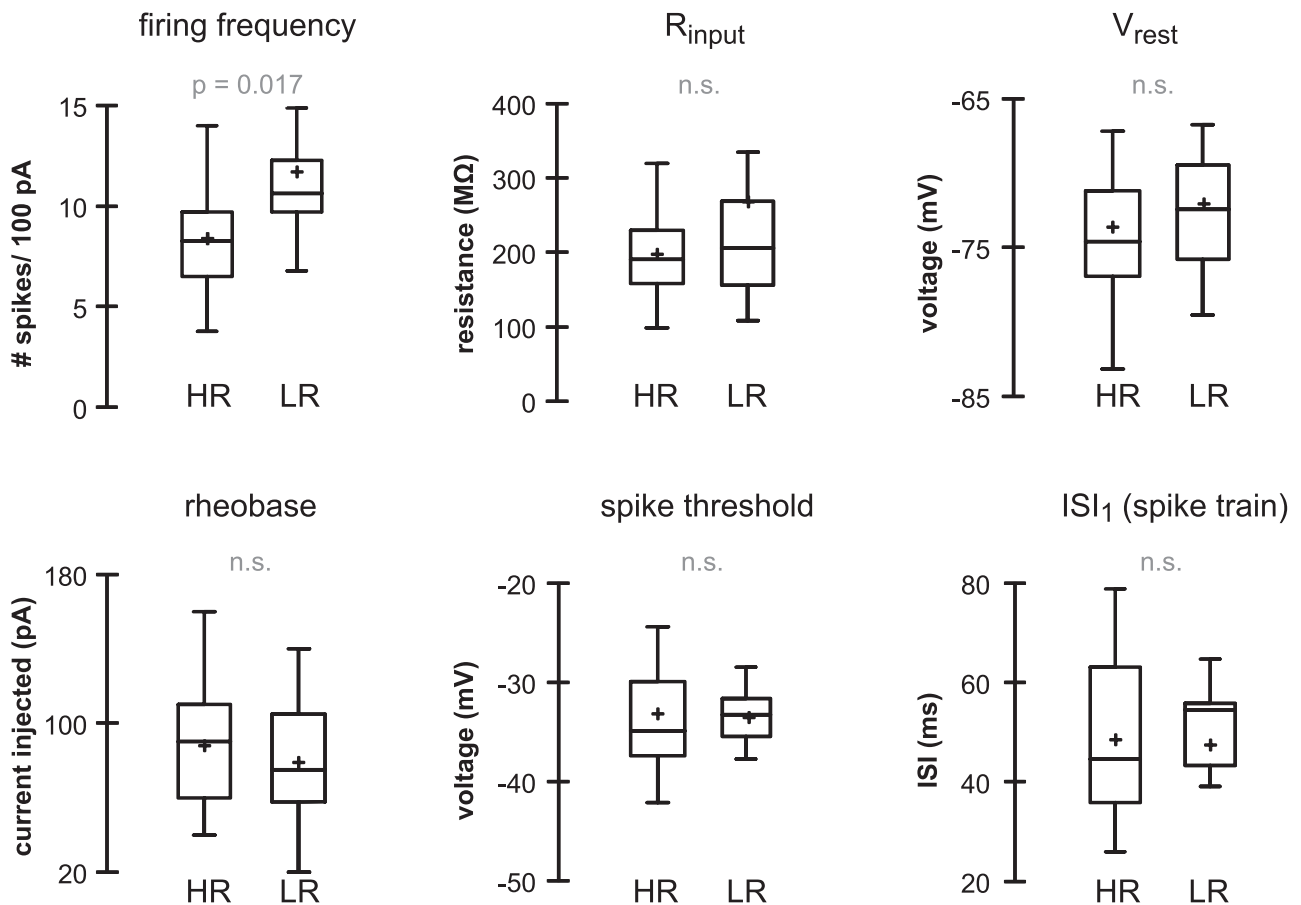 firing frequency
p = 0.017
# spikes/ 100 pA
15
10
5
0
HR LR
R_input
n.s.
resistance (MΩ)
400
300
200
100
0
HR LR
V_rest
n.s.
voltage (mV)
-65
-75
-85
HR LR
rheobase
n.s.
current injected (pA)
180
100
20
HR LR
spike threshold
n.s.
voltage (mV)
-20
-30
-40
-50
HR LR
ISI₁ (spike train)
n.s.
ISI (ms)
80
60
40
20
HR LR